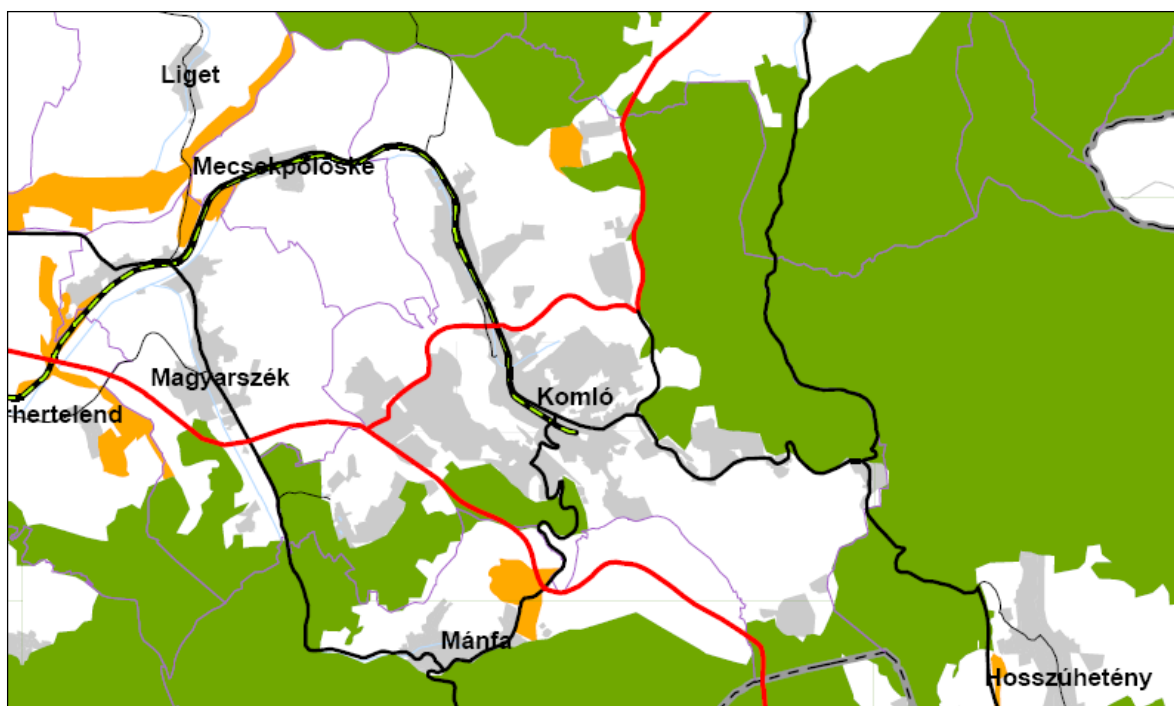 Liget
Mecsekpölöske
Magyarszék
Komló
-hertelend
Mánfa
Hosszúhetény